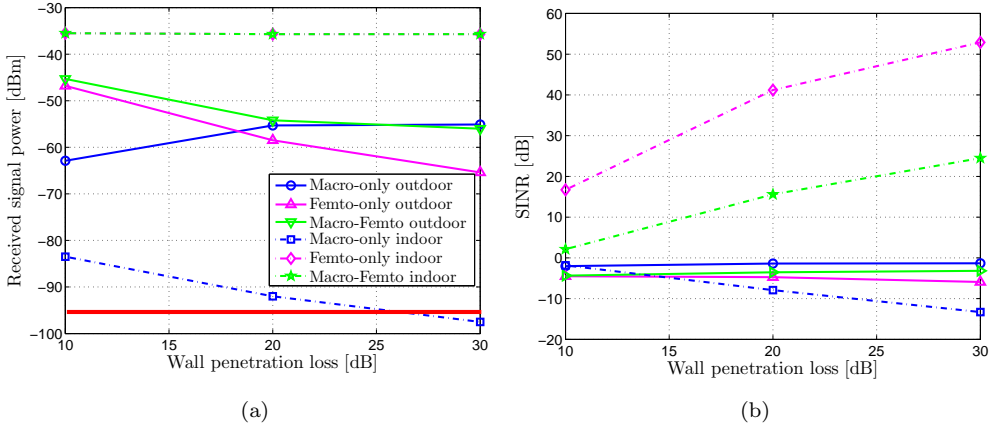 −30
−40
−50
−60
−70
−80
−90
−100
Received signal power [dBm]
10
15
20
25
30
Wall penetration loss [dB]
Macro-only outdoor
Femto-only outdoor
Macro-Femto outdoor
Macro-only indoor
Femto-only indoor
Macro-Femto indoor
(a)
60
50
40
30
20
10
0
−10
−20
SINR [dB]
10
15
20
25
30
Wall penetration loss [dB]
(b)